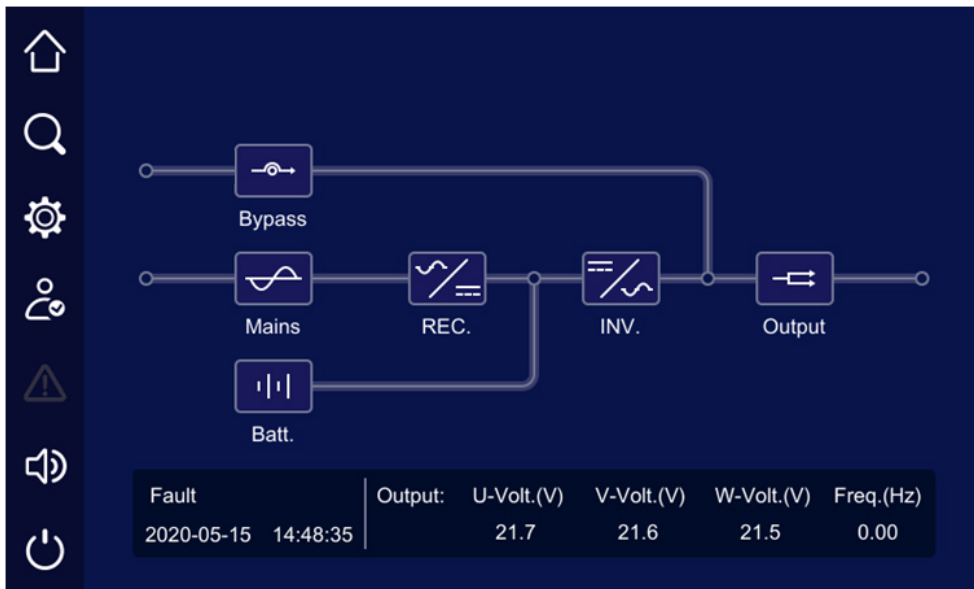 Bypass
Mains
REC.
INV.
Output
Batt.
Fault
Output: U-Volt.(V) V-Volt.(V) W-Volt.(V) Freq.(Hz)
2020-05-15 14:48:35
21.7 21.6 21.5 0.00